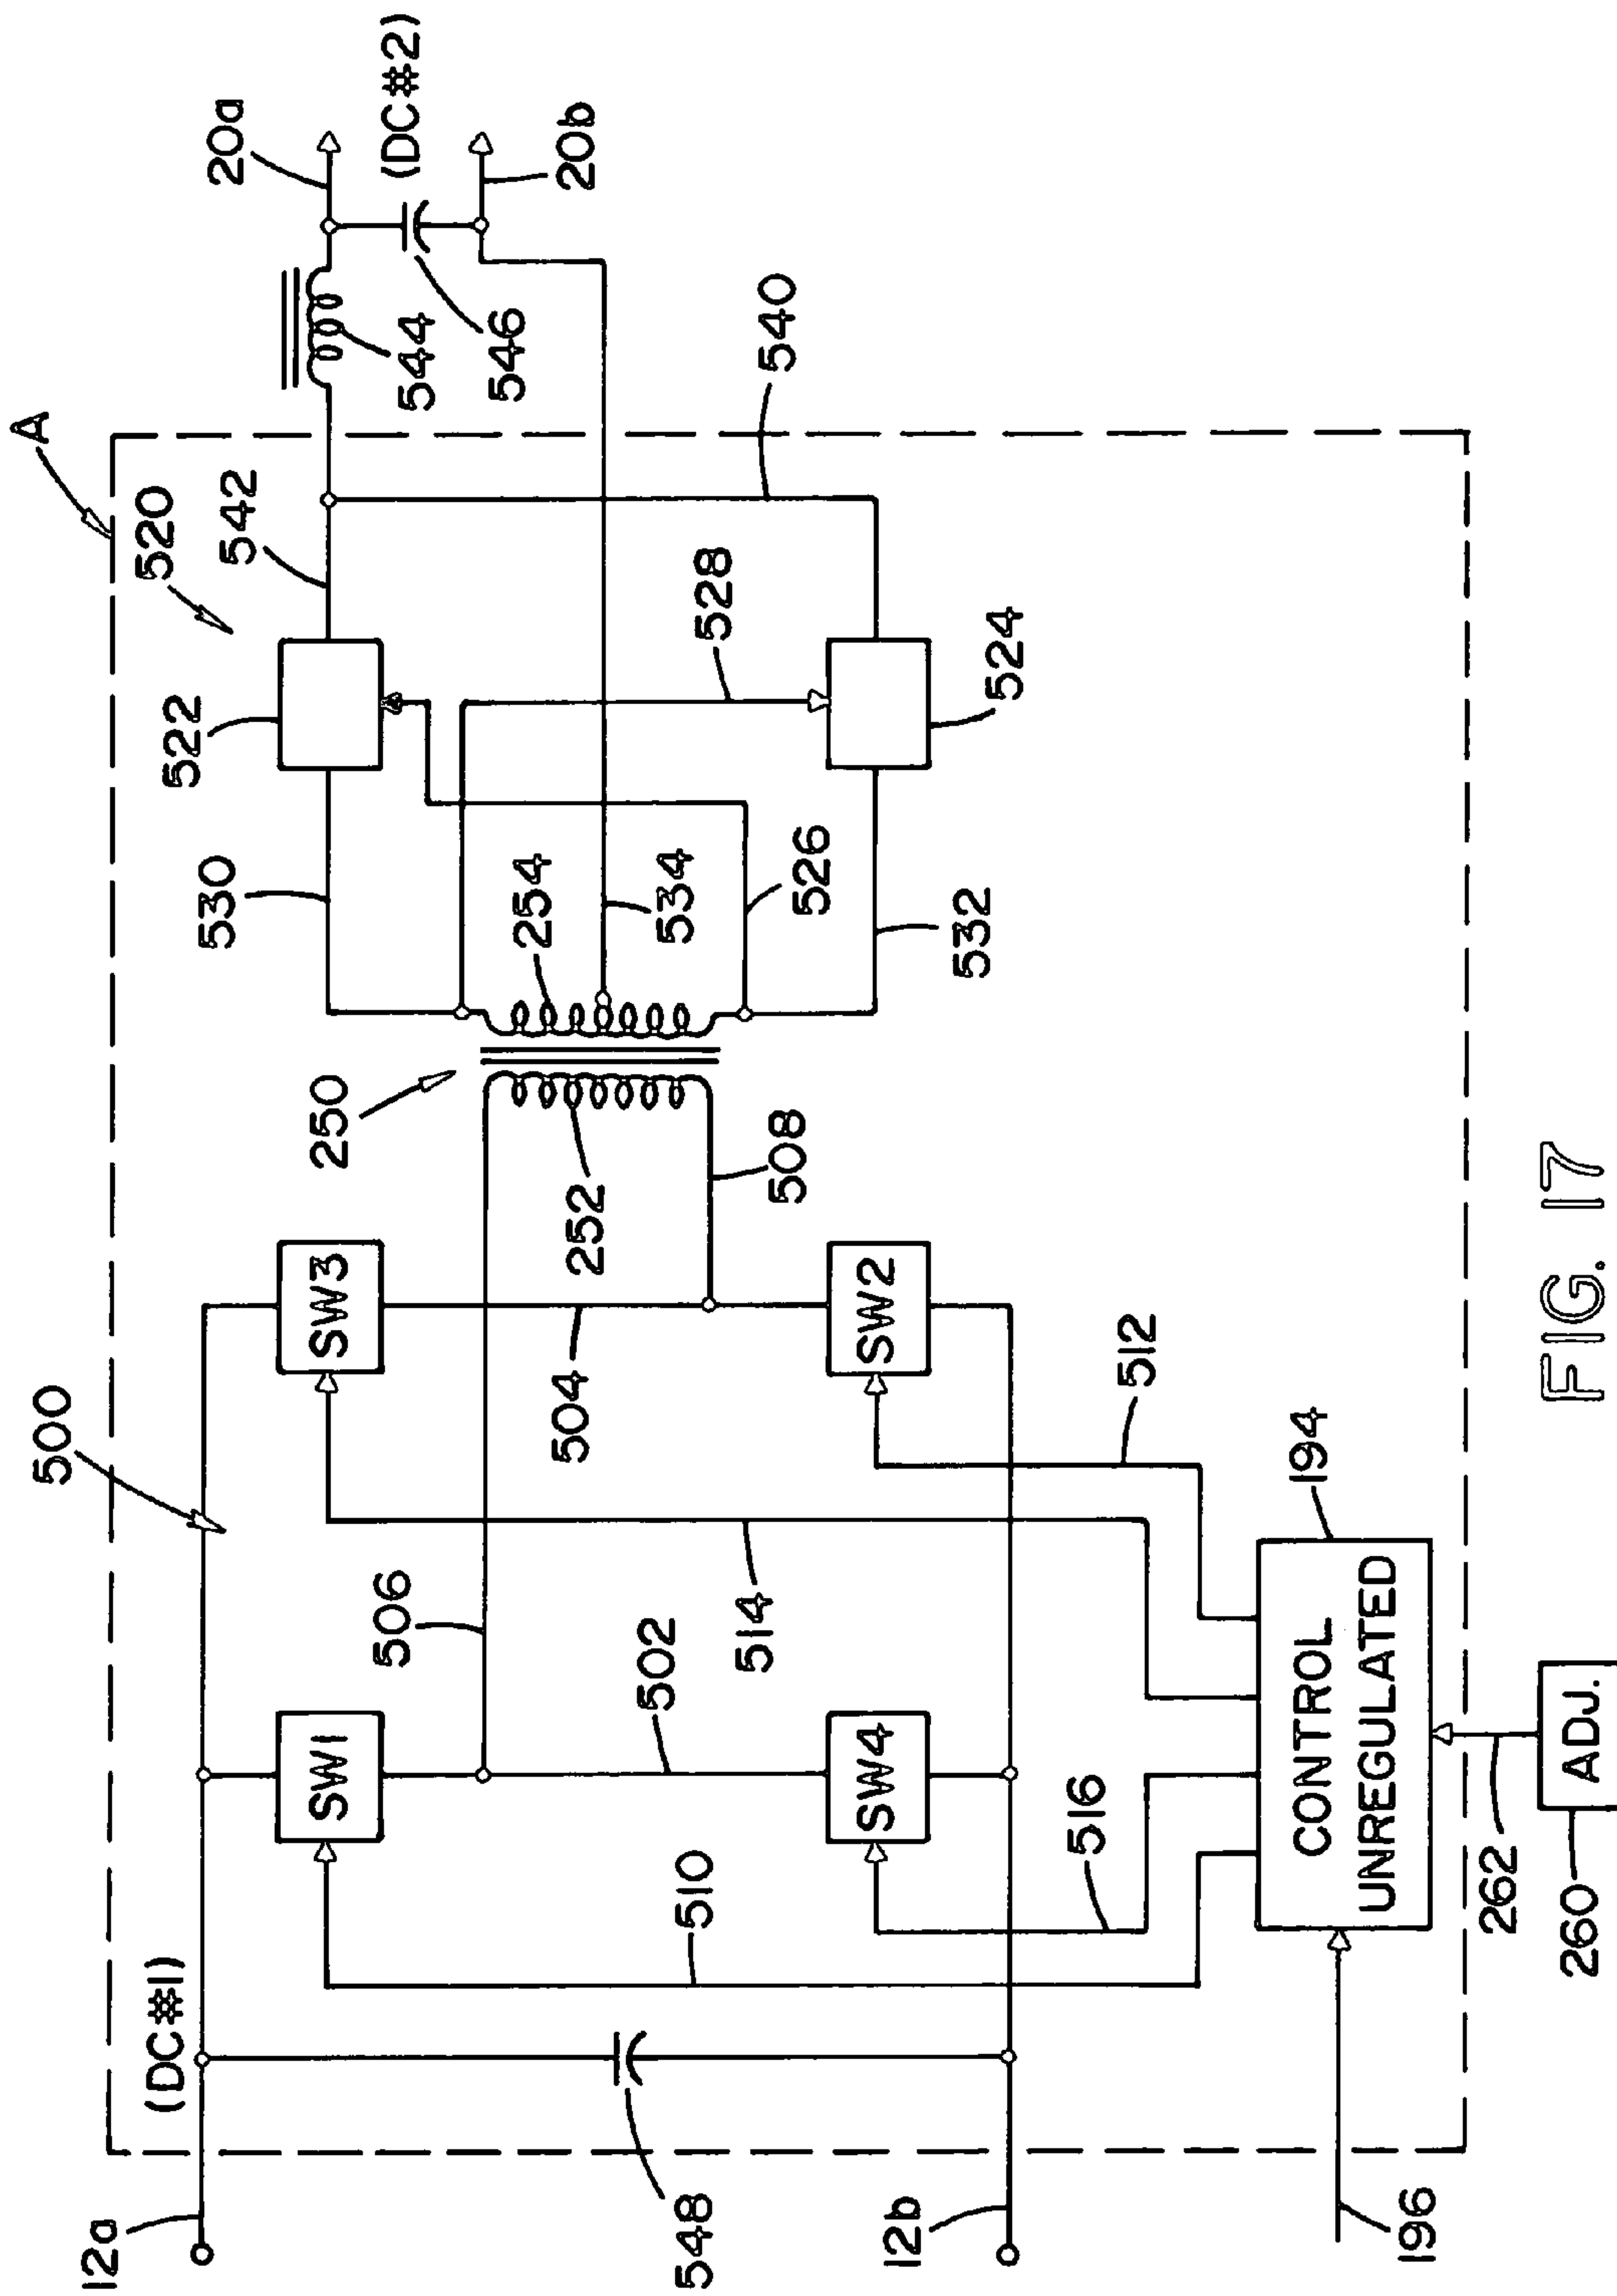 A
500
520
542
(DC#1)
12a
20a
(DC#2)
20b
530
522
SW1
SW3
544
546
540
250
506
254
534
528
526
252
508
504
502
514
510
548
12b
SW4
SW2
532
524
516
512
194
CONTROL
UNREGULATED
196
262
260
ADJ.
FIG. 17